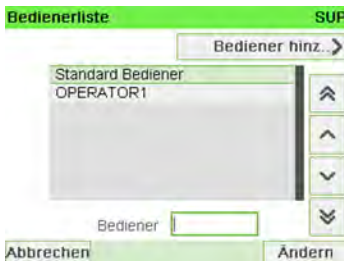 Bedienerliste SUP
Bediener hinz..
Standard Bediener
OPERATOR1
Bediener
Abbrechen Ändern